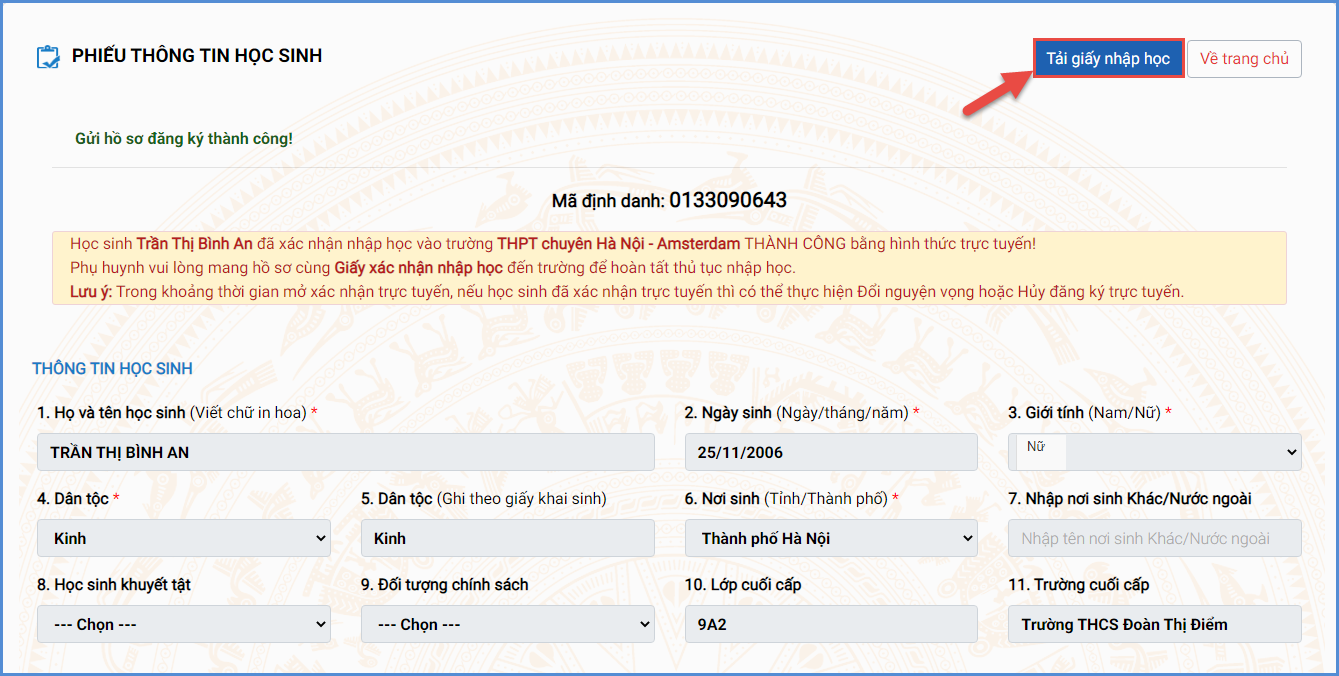 PHIẾU THÔNG TIN HỌC SINH
Tải giấy nhập học
Về trang chủ
Gửi hồ sơ đăng ký thành công!
Mã định danh: 0133090643
Học sinh Trần Thị Bình An đã xác nhận nhập học vào trường THPT chuyên Hà Nội - Amsterdam THÀNH CÔNG bằng hình thức trực tuyến!
Phụ huynh vui lòng mang hồ sơ cùng Giấy xác nhận nhập học đến trường để hoàn tất thủ tục nhập học.
Lưu ý: Trong khoảng thời gian mở xác nhận trực tuyến, nếu học sinh đã xác nhận trực tuyến thì có thể thực hiện Đổi nguyện vọng hoặc Hủy đăng ký trực tuyến.
THÔNG TIN HỌC SINH
1. Họ và tên học sinh (Viết chữ in hoa) *
2. Ngày sinh (Ngày/tháng/năm) *
3. Giới tính (Nam/Nữ) *
TRẦN THỊ BÌNH AN
25/11/2006
Nữ
4. Dân tộc *
5. Dân tộc (Ghi theo giấy khai sinh)
6. Nơi sinh (Tỉnh/Thành phố) *
7. Nhập nơi sinh Khác/Nước ngoài
Kinh
Kinh
Thành phố Hà Nội
Nhập tên nơi sinh Khác/Nước ngoài
8. Học sinh khuyết tật
9. Đối tượng chính sách
10. Lớp cuối cấp
11. Trường cuối cấp
--- Chọn ---
--- Chọn ---
9A2
Trường THCS Đoàn Thị Điểm